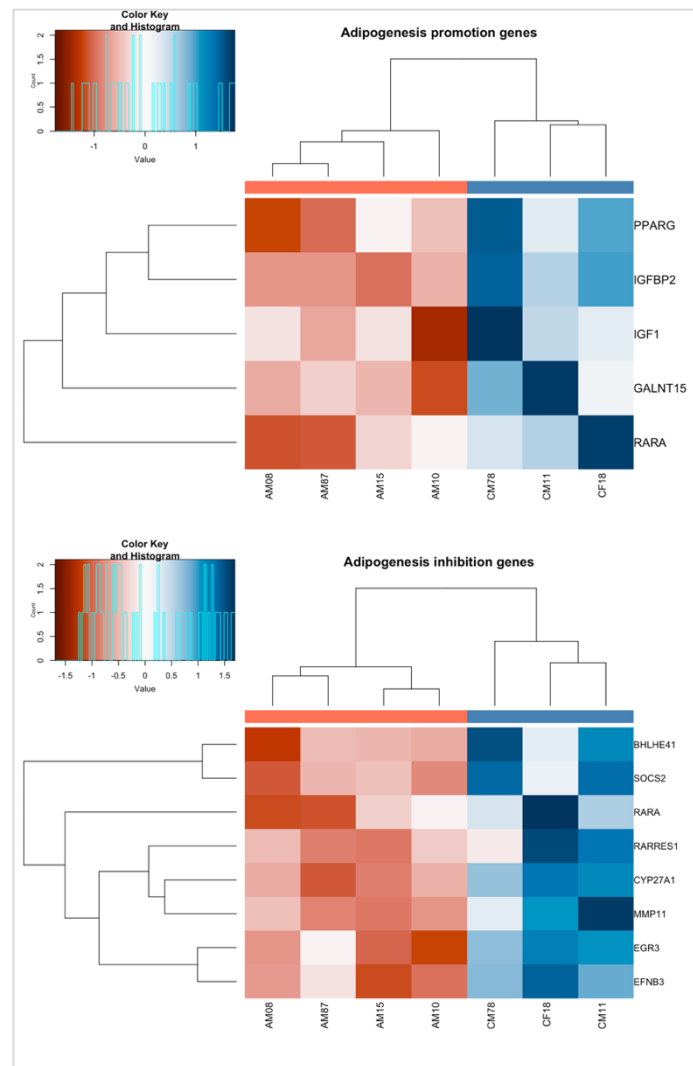 Color Key
and Histogram
Adipogenesis promotion genes
Count
0 0.5 1 1.5 2
-1 0 1
Value
PPARG
IGFBP2
IGF1
GALNT15
RARA
AM08 AM87 AM15 AM10 CM78 CM11 CF18
Color Key
and Histogram
Adipogenesis inhibition genes
Count
0 0.5 1 1.5 2
-1.5 -1 -0.5 0 0.5 1 1.5
Value
BHLHE41
SOCS2
RARA
RARRES1
CYP27A1
MMP11
EGR3
EFNB3
AM08 AM87 AM15 AM10 CM78 CF18 CM11